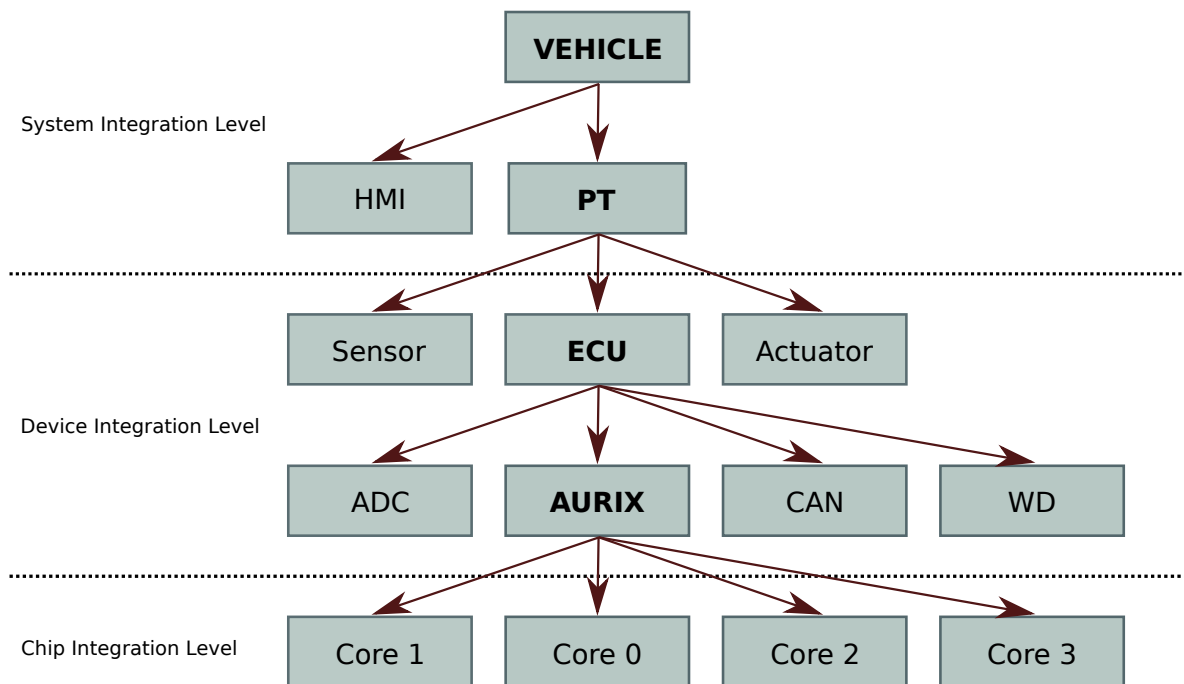 VEHICLE
System Integration Level
HMI
PT
Sensor
ECU
Actuator
Device Integration Level
ADC
AURIX
CAN
WD
Chip Integration Level
Core 1
Core 0
Core 2
Core 3